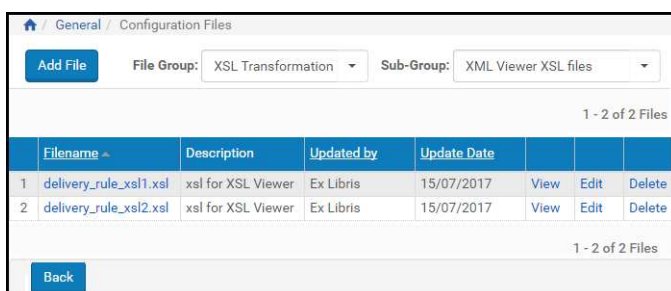 / General / Configuration Files
Add File File Group: XSL Transformation Sub-Group: XML Viewer XSL files
1 - 2 of 2 Files
Filename Description Updated by Update Date
1 delivery_rule_xsl1.xsl xsl for XSL Viewer Ex Libris 15/07/2017 View Edit Delete
2 delivery_rule_xsl2.xsl xsl for XSL Viewer Ex Libris 15/07/2017 View Edit Delete
1 - 2 of 2 Files
Back